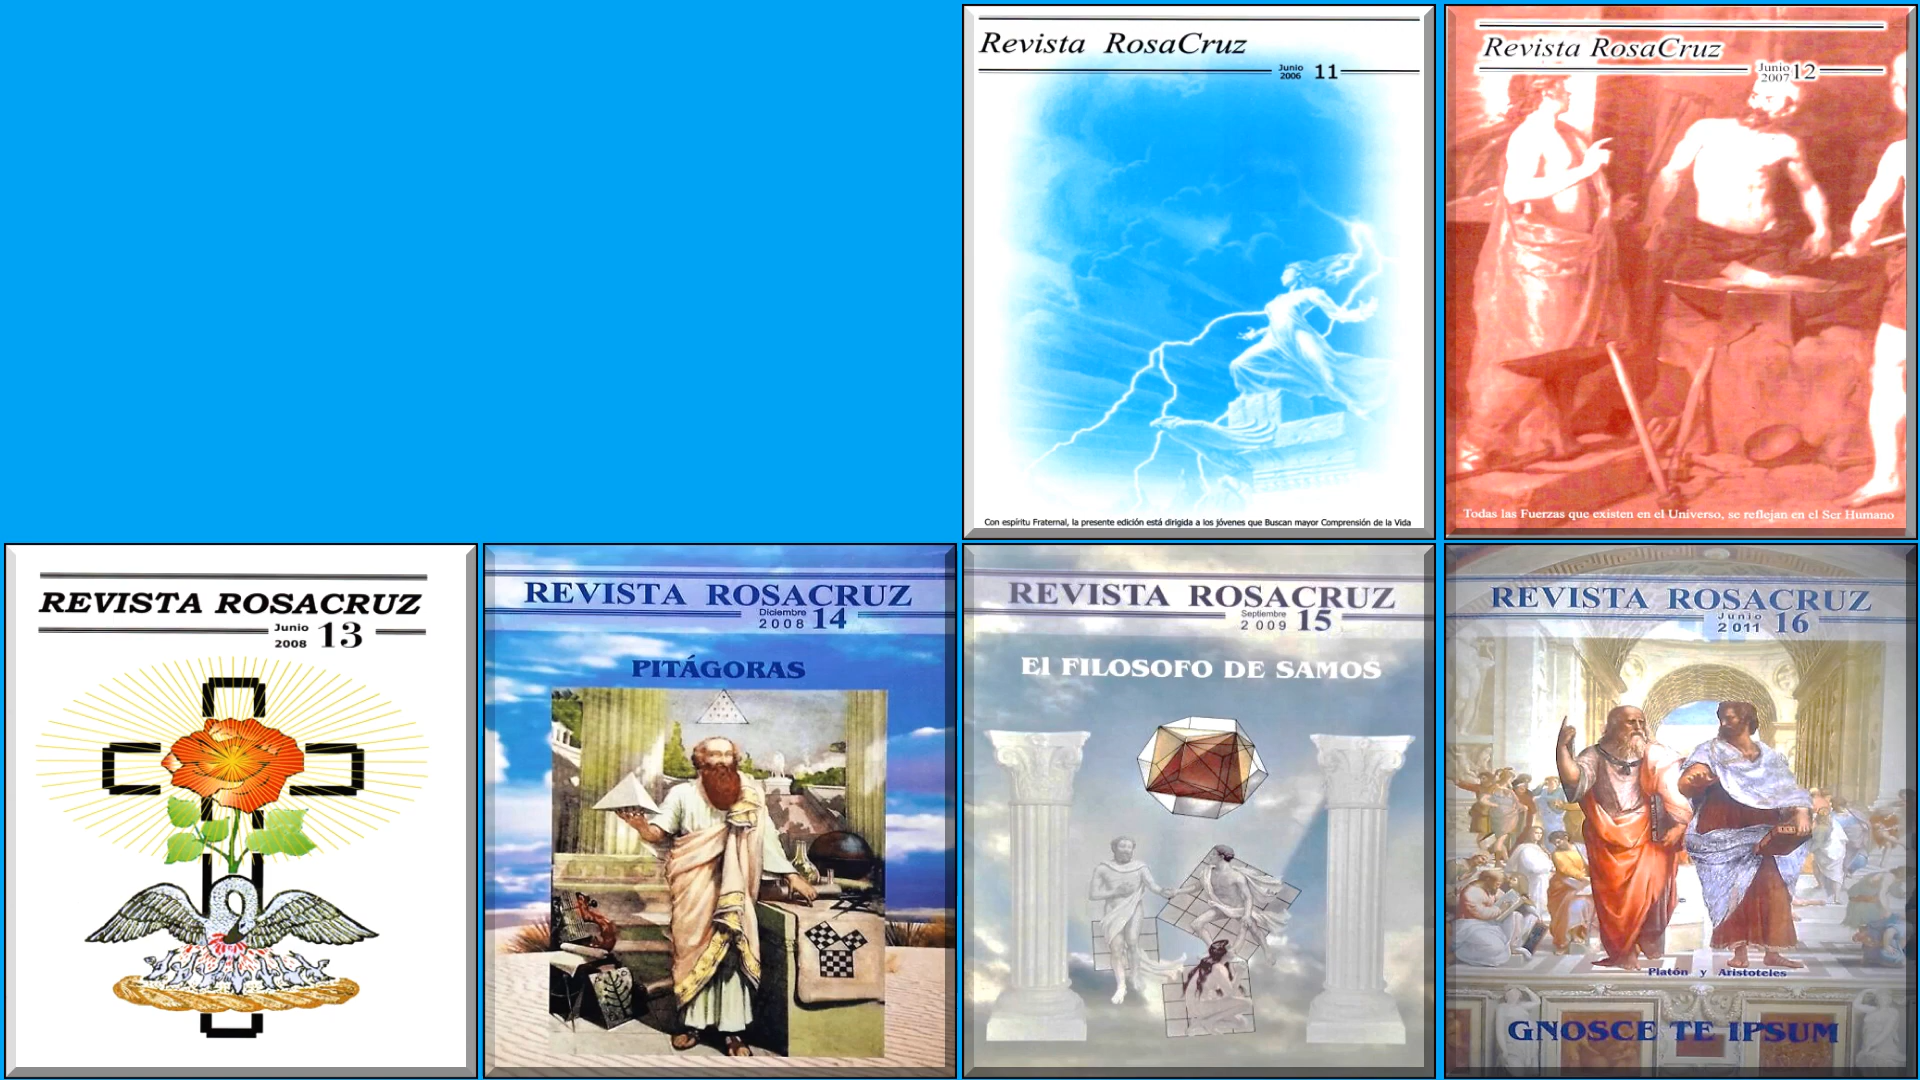 Revista RosaCruz
Junio
2006 11
Con espíritu Fraternal, la presente edición está dirigida a los jóvenes que Buscan mayor Comprensión de la Vida
Revista RosaCruz
Junio
2007 12
Todas las Fuerzas que existen en el Universo, se reflejan en el Ser Humano
REVISTA ROSACRUZ
Junio
2008 13
REVISTA ROSACRUZ
Diciembre
2008 14
PITÁGORAS
REVISTA ROSACRUZ
Septiembre
2009 15
El FILOSOFO DE SAMOS
REVISTA ROSACRUZ
Junio
2011 16
Platón y Aristoteles
GNOSCE TE IPSUM